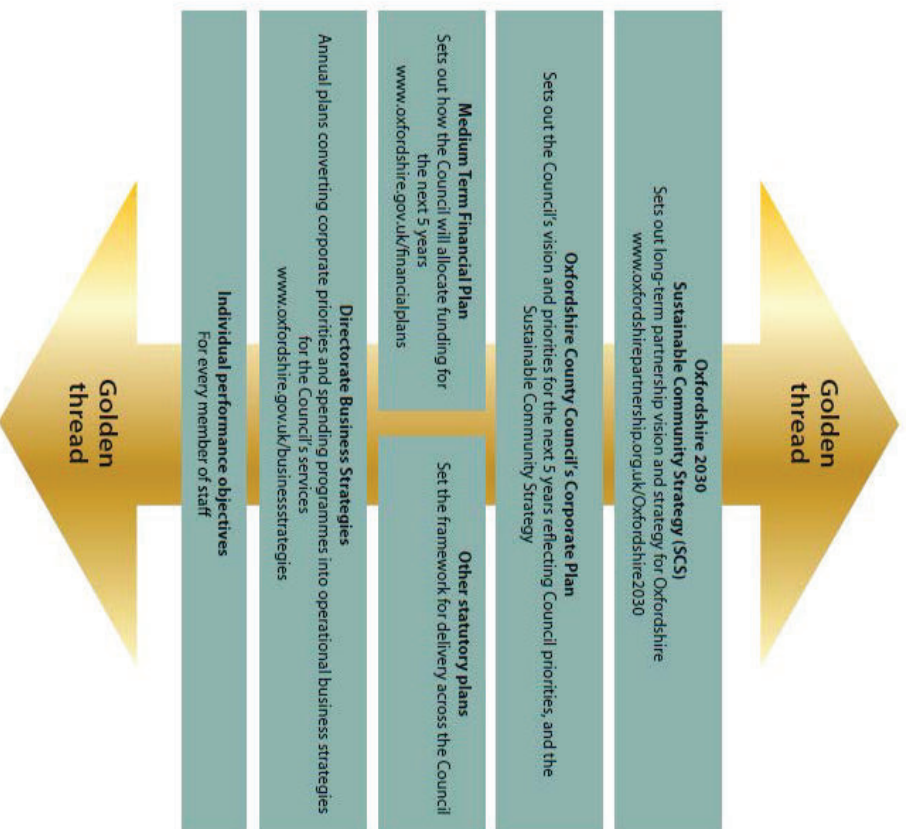 Golden
thread
Oxfordshire 2030
Sustainable Community Strategy (SCS)
Sets out long-term partnership vision and strategy for Oxfordshire
www.oxfordshirepartnership.org.uk/Oxfordshire2030
Oxfordshire County Council's Corporate Plan
Sets out the Council's vision and priorities for the next 5 years reflecting Council priorities, and the
Sustainable Community Strategy
Medium Term Financial Plan
Sets out how the Council will allocate funding for
the next 5 years
www.oxfordshire.gov.uk/financialplans
Other statutory plans
Set the framework for delivery across the Council
Directorate Business Strategies
Annual plans converting corporate priorities and spending programmes into operational business strategies
for the Council's services
www.oxfordshire.gov.uk/businessstrategies
Individual performance objectives
For every member of staff
Golden
thread